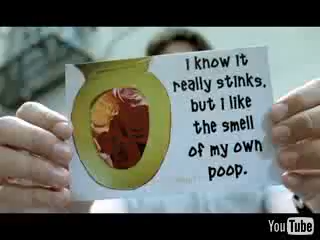 I know it
really stinks,
but I like
the smell
of my own
poop.
YouTube